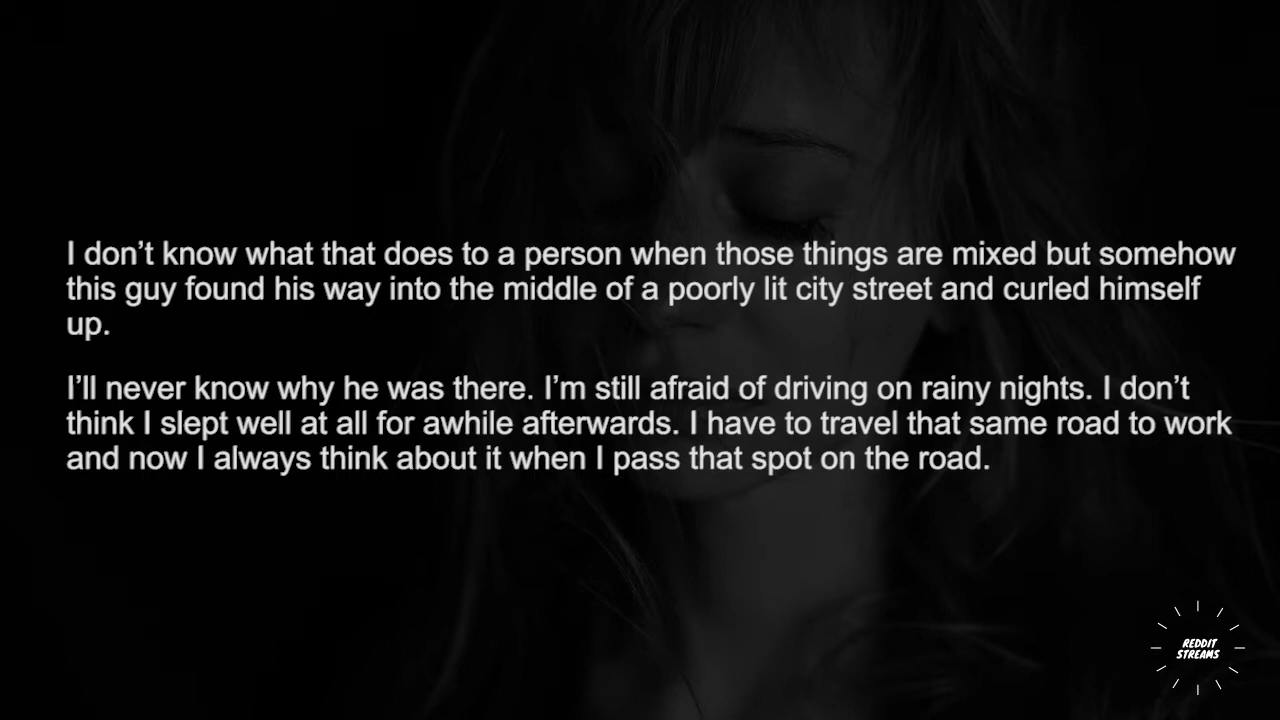 I don’t know what that does to a person when those things are mixed but somehow
this guy found his way into the middle of a poorly lit city street and curled himself
up.
I’ll never know why he was there. I’m still afraid of driving on rainy nights. I don’t
think I slept well at all for awhile afterwards. I have to travel that same road to work
and now I always think about it when I pass that spot on the road.
REDDIT
STREAMS